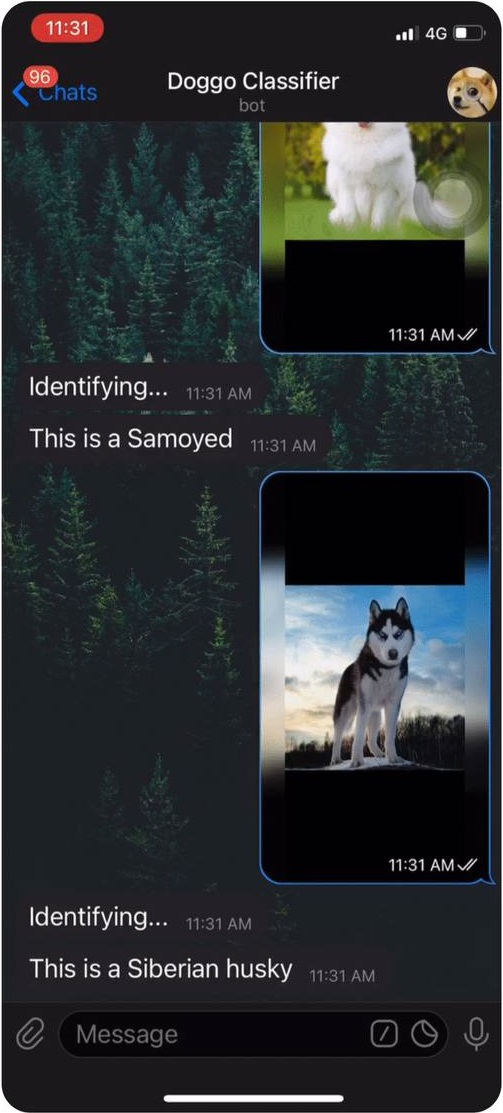 11:31
4G
96
Chats
Doggo Classifier
bot
11:31 AM
Identifying... 11:31 AM
This is a Samoyed 11:31 AM
11:31 AM
Identifying... 11:31 AM
This is a Siberian husky 11:31 AM
Message